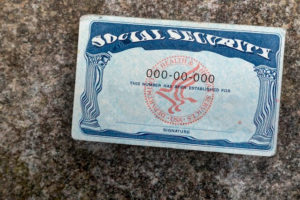 SOCIAL SECURITY
000-00-000
THIS NUMBER HAS BEEN ESTABLISHED FOR
SIGNATURE